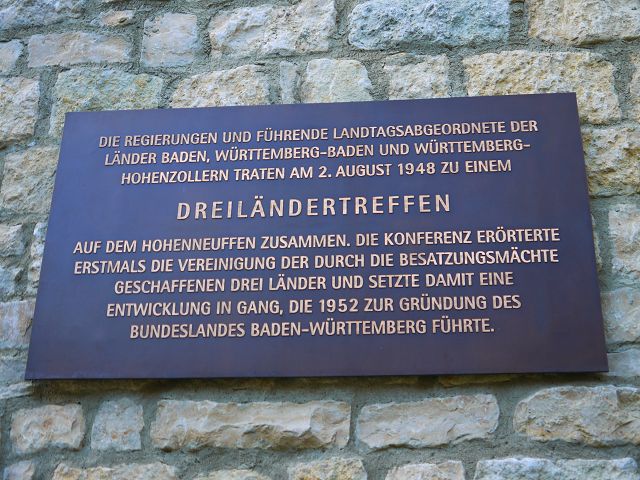 DIE REGIERUNGEN UND FÜHRENDE LANDTAGSABGEORDNETE DER
LÄNDER BADEN, WÜRTTEMBERG-BADEN UND WÜRTTEMBERG-
HOHENZOLLERN TRATEN AM 2. AUGUST 1948 ZU EINEM
DREILÄNDERTREFFEN
AUF DEM HOHENNEUFFEN ZUSAMMEN. DIE KONFERENZ ERÖRTERTE
ERSTMALS DIE VEREINIGUNG DER DURCH DIE BESATZUNGSMÄCHTE
GESCHAFFENEN DREI LÄNDER UND SETZTE DAMIT EINE
ENTWICKLUNG IN GANG, DIE 1952 ZUR GRÜNDUNG DES
BUNDESLANDES BADEN-WÜRTTEMBERG FÜHRTE.